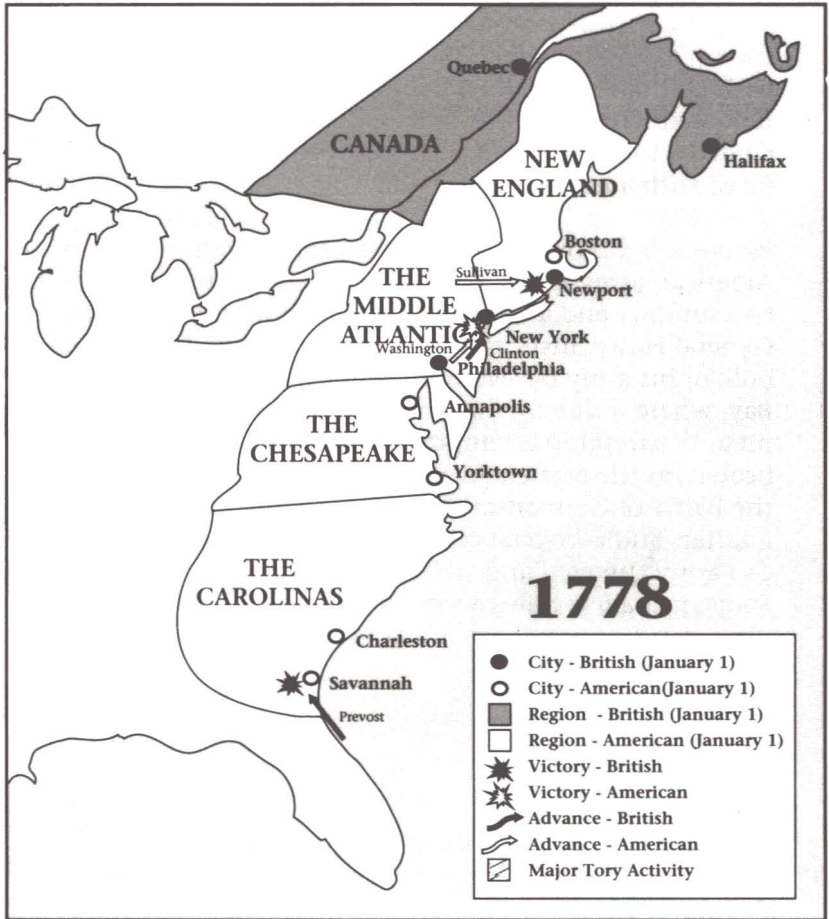 Quebec
CANADA
Halifax
NEW
ENGLAND
Boston
Sullivan
Newport
THE
MIDDLE
ATLANTIC
New York
Washington
Clinton
Philadelphia
Annapolis
THE
CHESAPEAKE
Yorktown
THE
CAROLINAS
Charleston
Savannah
Prevost
1778
City - British (January 1)
City - American(January 1)
Region - British (January 1)
Region - American (January 1)
Victory - British
Victory - American
Advance - British
Advance - American
Major Tory Activity